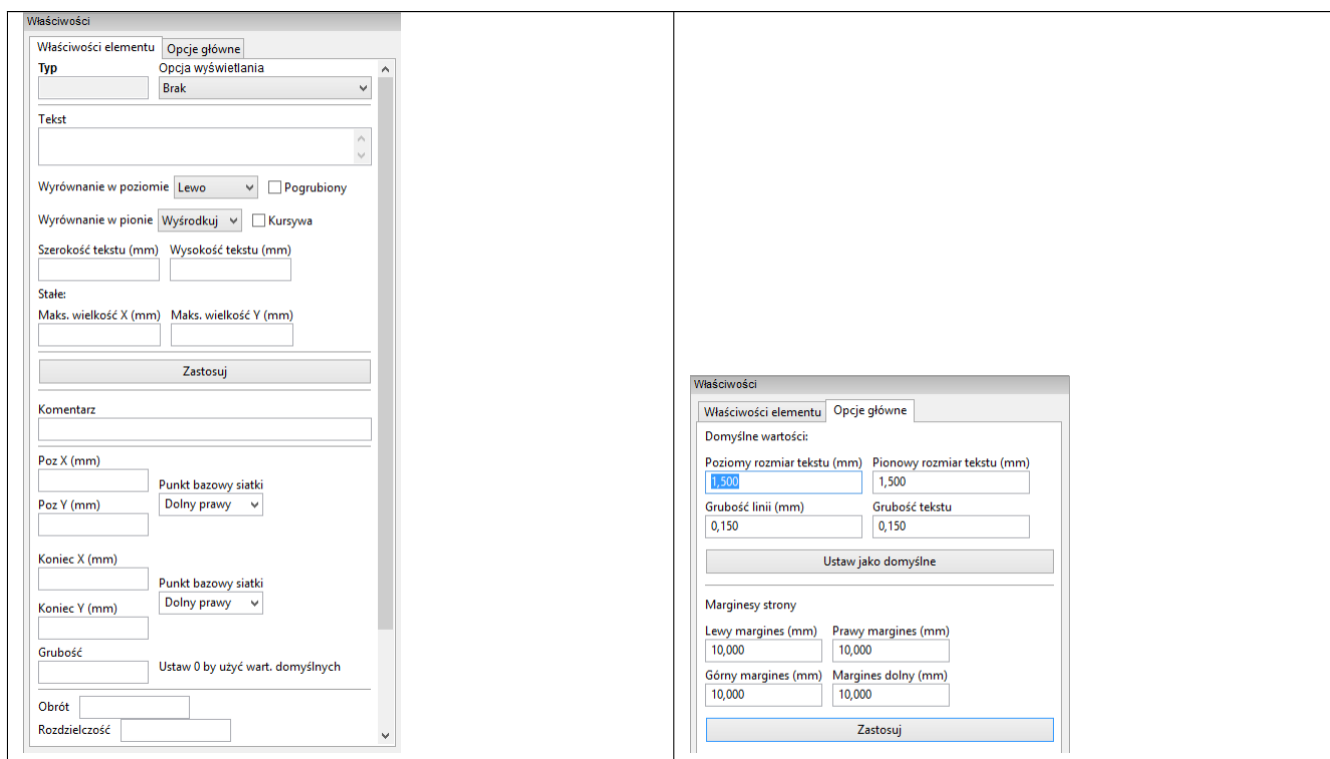 Właściwości
Właściwości elementu Opcje główne
Typ Opcja wyświetlania
Brak
Tekst
Wyrównanie w poziomie Lewo Pogrubiony
Wyrównanie w pionie Wyśrodkuj Kursywa
Szerokość tekstu (mm) Wysokość tekstu (mm)
Stałe:
Maks. wielkość X (mm) Maks. wielkość Y (mm)
Zastosuj
Komentarz
Poz X (mm)
Punkt bazowy siatki
Poz Y (mm) Dolny prawy
Koniec X (mm)
Punkt bazowy siatki
Koniec Y (mm) Dolny prawy
Grubość
Ustaw 0 by użyć wart. domyślnych
Obrót
Rozdzielczość
Właściwości
Właściwości elementu Opcje główne
Domyślne wartości:
Poziomy rozmiar tekstu (mm) Pionowy rozmiar tekstu (mm)
1,500 1,500
Grubość linii (mm) Grubość tekstu
0,150 0,150
Ustaw jako domyślne
Marginesy strony
Lewy margines (mm) Prawy margines (mm)
10,000 10,000
Górny margines (mm) Margines dolny (mm)
10,000 10,000
Zastosuj